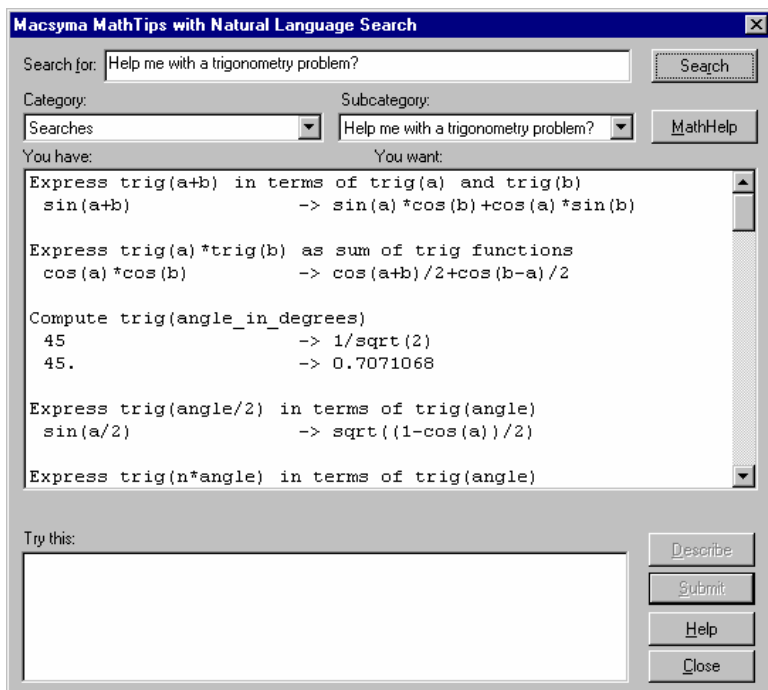 Macsyma MathTips with Natural Language Search
Search for: Help me with a trigonometry problem? Search
Category: Subcategory:
Searches Help me with a trigonometry problem? MathHelp
You have: You want:
Express trig(a+b) in terms of trig(a) and trig(b)
sin(a+b) -> sin(a)*cos(b)+cos(a)*sin(b)
Express trig(a)*trig(b) as sum of trig functions
cos(a)*cos(b) -> cos(a+b)/2+cos(b-a)/2
Compute trig(angle_in_degrees)
45 -> 1/sqrt(2)
45. -> 0.7071068
Express trig(angle/2) in terms of trig(angle)
sin(a/2) -> sqrt((1-cos(a))/2)
Express trig(n*angle) in terms of trig(angle)
Try this:
Describe
Submit
Help
Close